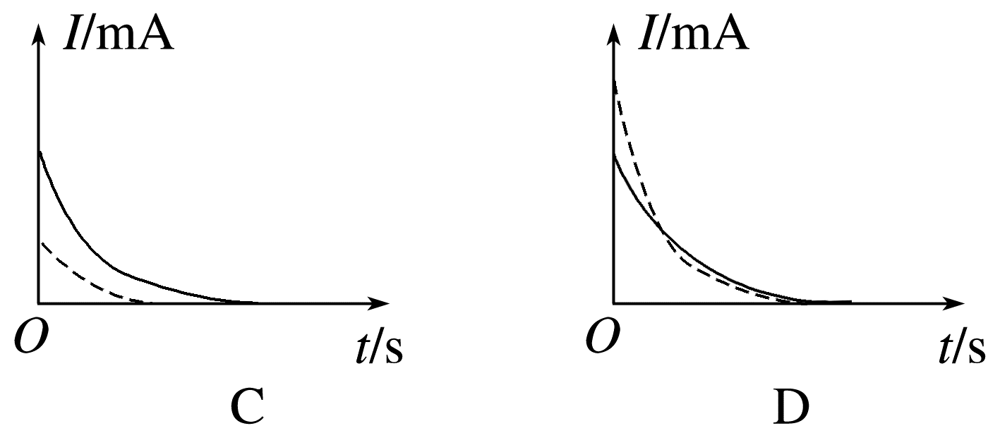 I/mA I/mA
O t/s O t/s
C D